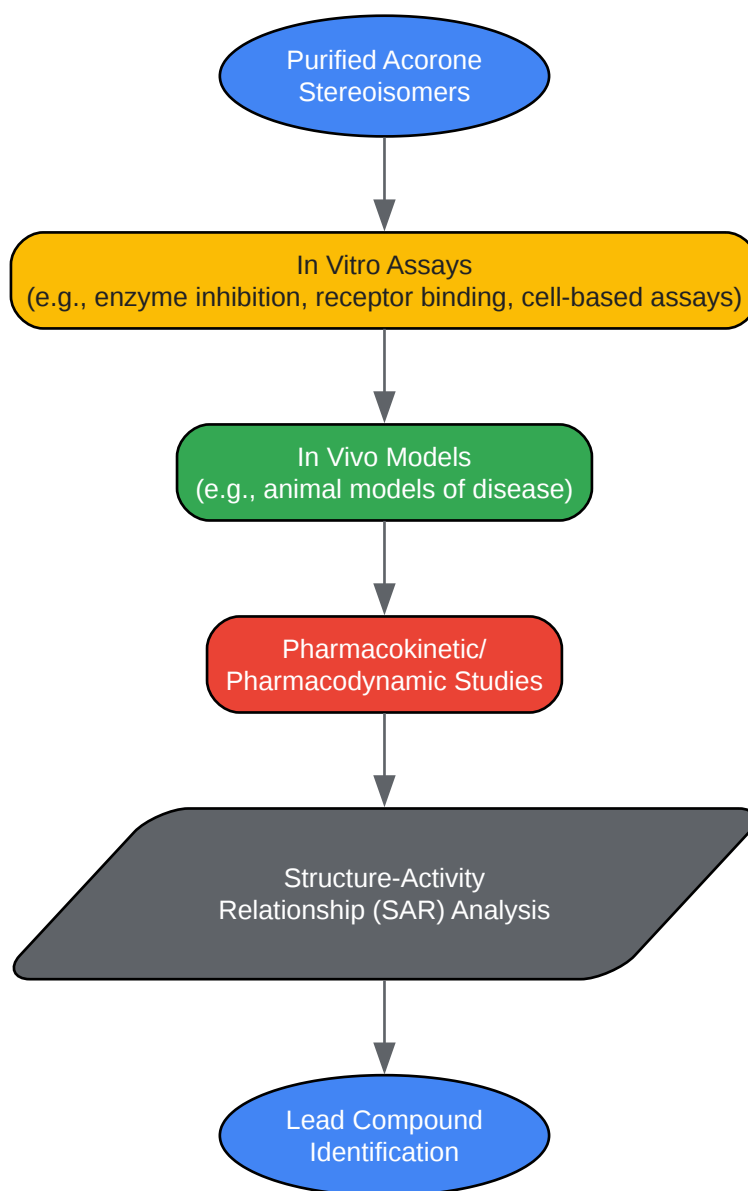 Purified Acorone
Stereoisomers
In Vitro Assays
(e.g., enzyme inhibition, receptor binding, cell-based assays)
In Vivo Models
(e.g., animal models of disease)
Pharmacokinetic/
Pharmacodynamic Studies
Structure-Activity
Relationship (SAR) Analysis
Lead Compound
Identification